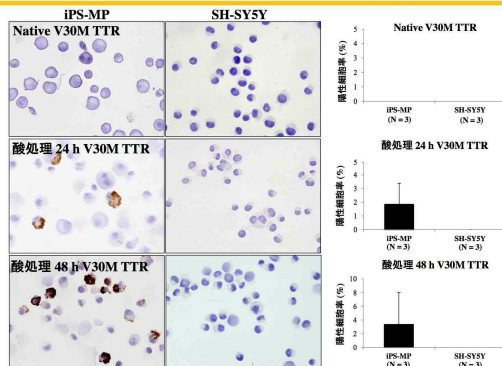 iPS-MP
SH-SY5Y
Native V30M TTR
酸処理 24 h V30M TTR
酸処理 48 h V30M TTR
Native V30M TTR
陽性細胞率 (%)
5
4
3
2
1
0
iPS-MP
(N = 3)
SH-SY5Y
(N = 3)
酸処理 24 h V30M TTR
陽性細胞率 (%)
5
4
3
2
1
0
iPS-MP
(N = 3)
SH-SY5Y
(N = 3)
酸処理 48 h V30M TTR
陽性細胞率 (%)
10
8
6
4
2
0
iPS-MP
(N = 3)
SH-SY5Y
(N = 3)